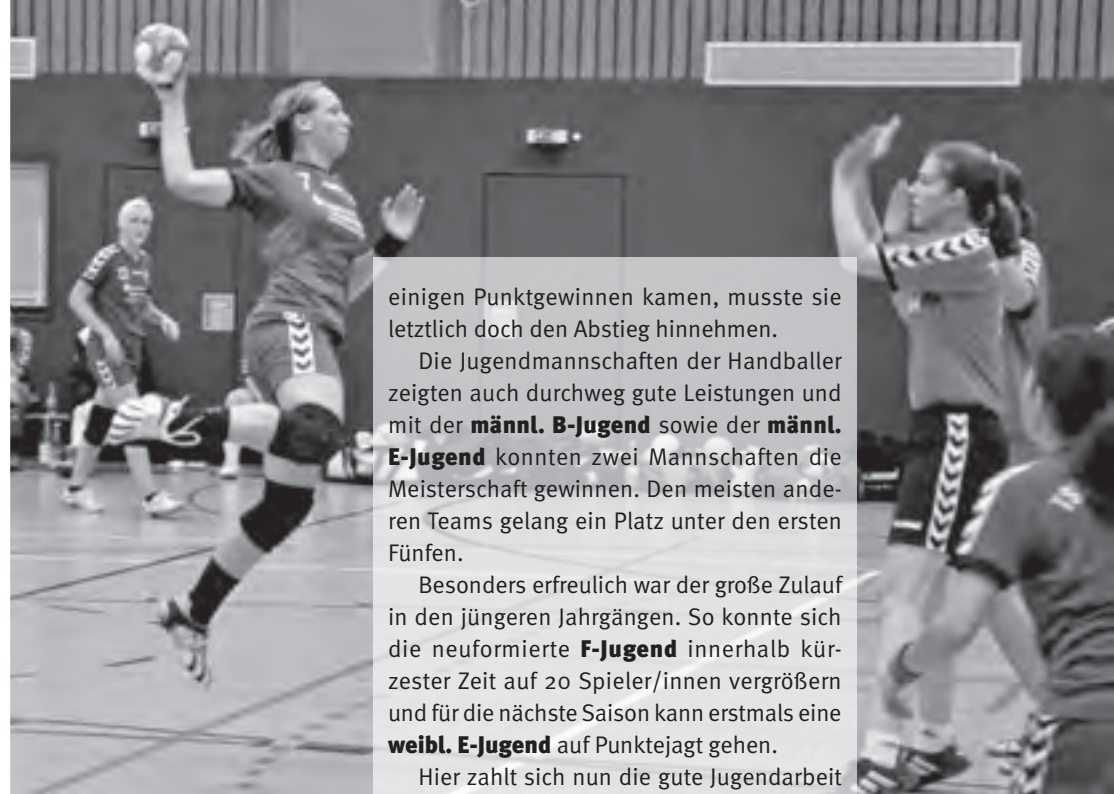 einigen Punktgewinnen kamen, musste sie
letztlich doch den Abstieg hinnehmen.
Die Jugendmannschaften der Handballer
zeigten auch durchweg gute Leistungen und
mit der männl. B-Jugend sowie der männl.
E-Jugend konnten zwei Mannschaften die
Meisterschaft gewinnen. Den meisten ande-
ren Teams gelang ein Platz unter den ersten
Fünfen.
Besonders erfreulich war der große Zulauf
in den jüngeren Jahrgängen. So konnte sich
die neuformierte F-Jugend innerhalb kür-
zester Zeit auf 20 Spieler/innen vergrößern
und für die nächste Saison kann erstmals eine
weibl. E-Jugend auf Punktejagt gehen.
Hier zahlt sich nun die gute Jugendarbeit